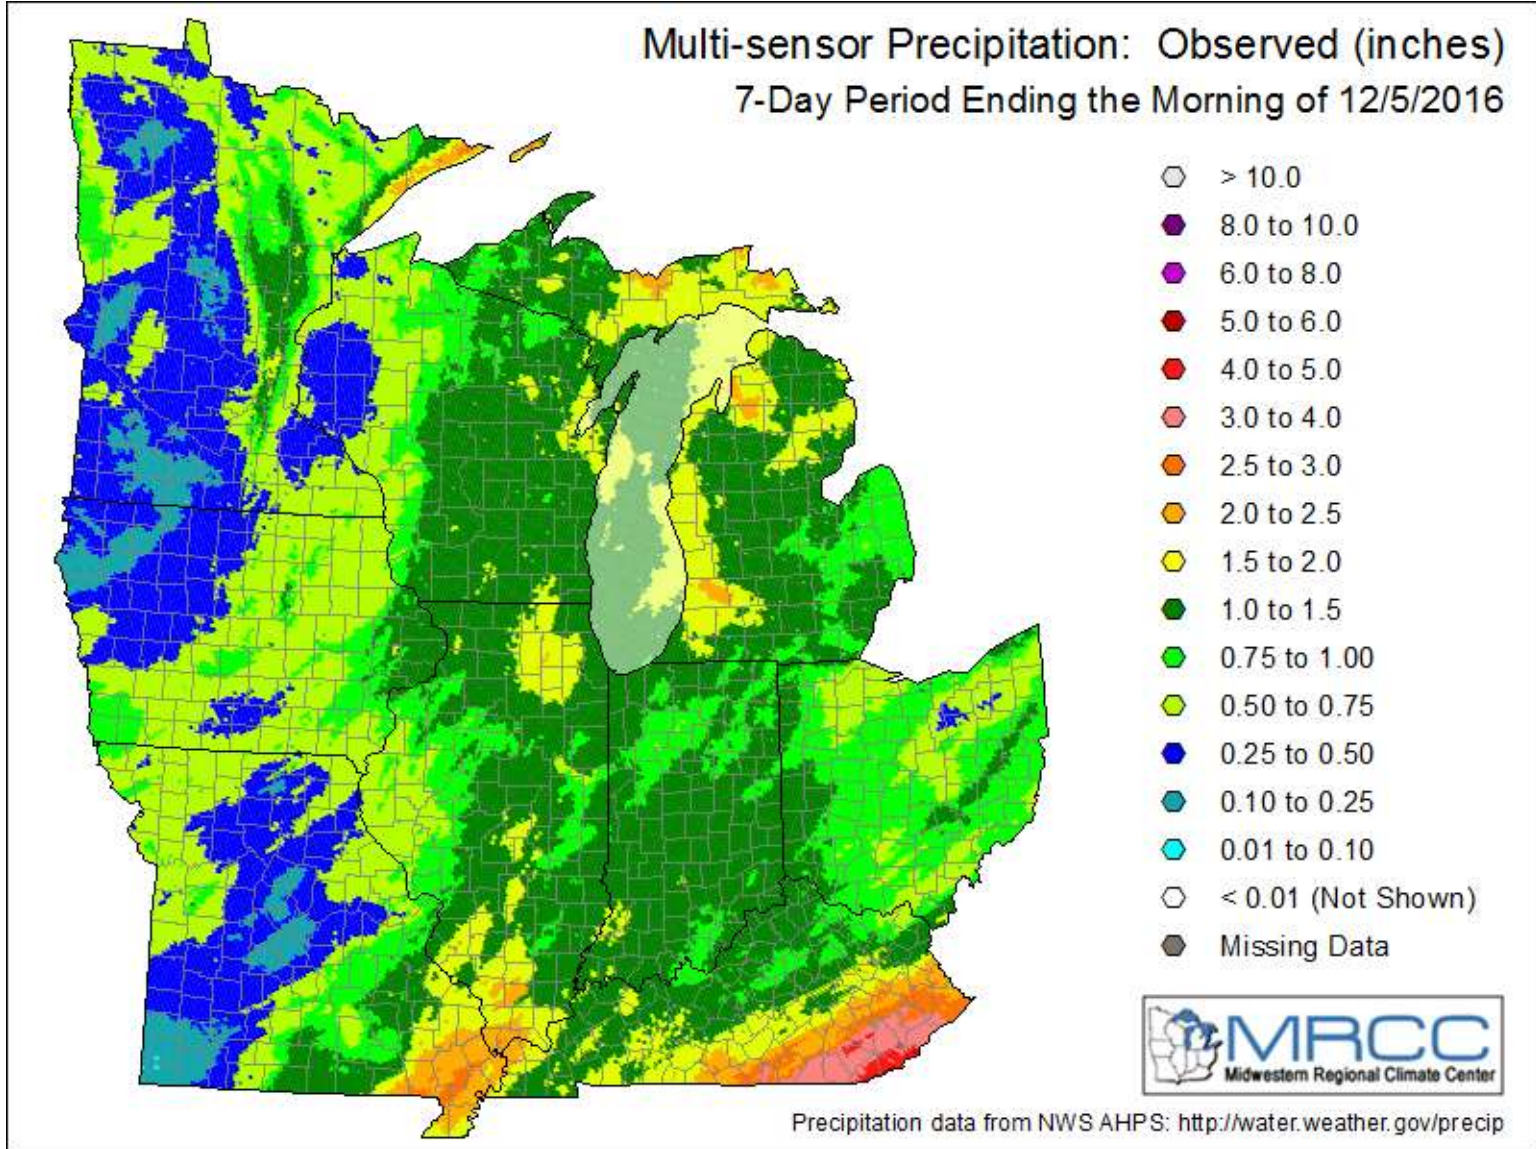 Multi-sensor Precipitation: Observed (inches)
7-Day Period Ending the Morning of 12/5/2016
> 10.0
8.0 to 10.0
6.0 to 8.0
5.0 to 6.0
4.0 to 5.0
3.0 to 4.0
2.5 to 3.0
2.0 to 2.5
1.5 to 2.0
1.0 to 1.5
0.75 to 1.00
0.50 to 0.75
0.25 to 0.50
0.10 to 0.25
0.01 to 0.10
< 0.01 (Not Shown)
Missing Data
MRCC
Midwestern Regional Climate Center
Precipitation data from NWS AHPS: http://water.weather.gov/precip